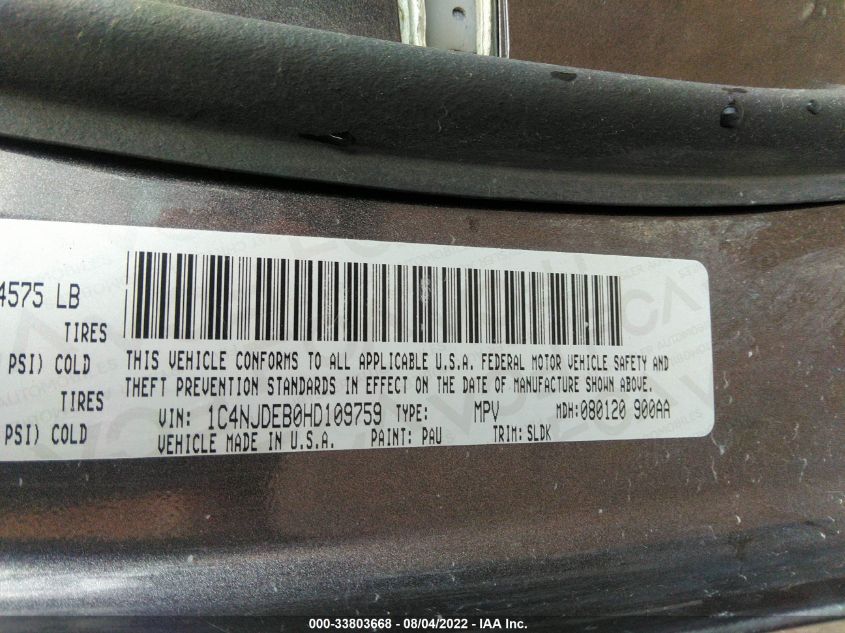 4575 LB
TIRES
PSI) COLD
TIRES
PSI) COLD
THIS VEHICLE CONFORMS TO ALL APPLICABLE U.S.A. FEDERAL MOTOR VEHICLE SAFETY AND
THEFT PREVENTION STANDARDS IN EFFECT ON THE DATE OF MANUFACTURE SHOWN ABOVE.
VIN: 1C4NJDEB0HD109759 TYPE: MPV MDH:080120 900AA
VEHICLE MADE IN U.S.A. PAINT: PAU TRIM: SLDK
000-33803668 - 08/04/2022 - IAA Inc.